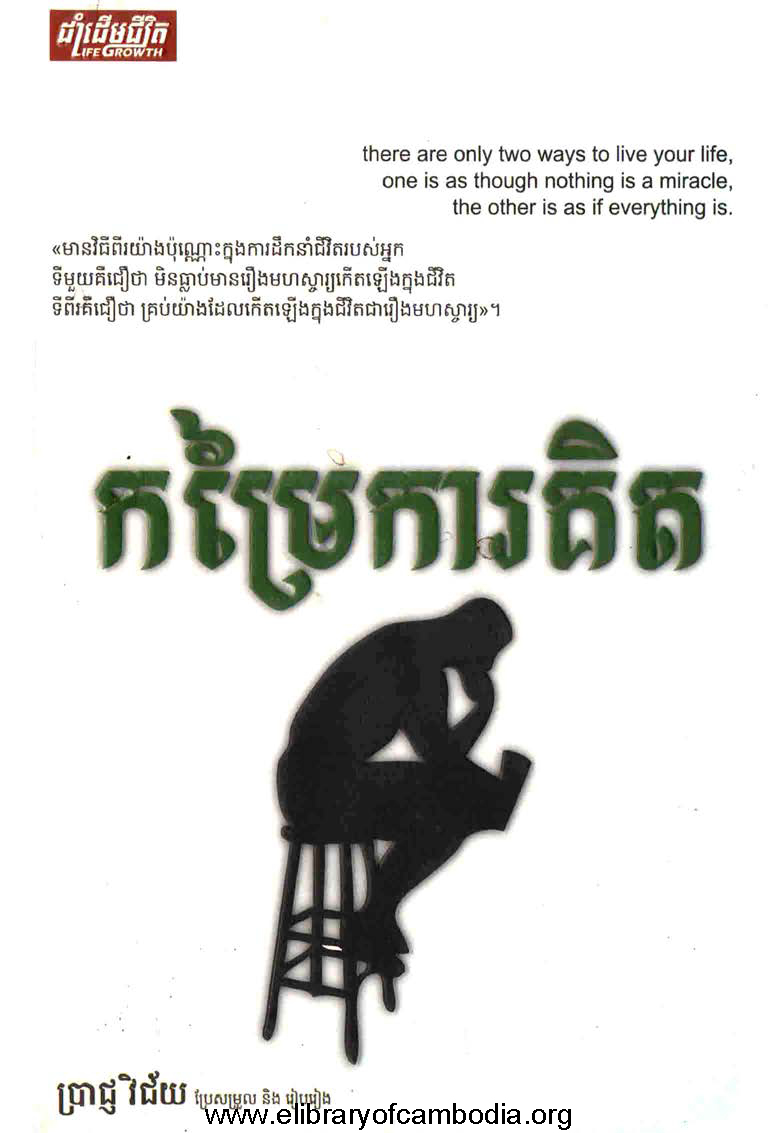 ដាំដើមជីវិត
LIFE GROWTH
there are only two ways to live your life,
one is as though nothing is a miracle,
the other is as if everything is.
«មានវិធីពីរយ៉ាងប៉ុណ្ណោះក្នុងការដឹកនាំជីវិតរបស់អ្នក
ទីមួយគឺជឿថា មិនធ្លាប់មានរឿងមហស្ចារ្យកើតឡើងក្នុងជីវិត
ទីពីរគឺជឿថា គ្រប់យ៉ាងដែលកើតឡើងក្នុងជីវិតជារឿងមហស្ចារ្យ»។
កម្រៃការគិត
ប្រាជ្ញ វិជ័យ ប្រែសម្រួល និង រៀបរៀង
www.elibraryofcambodia.org